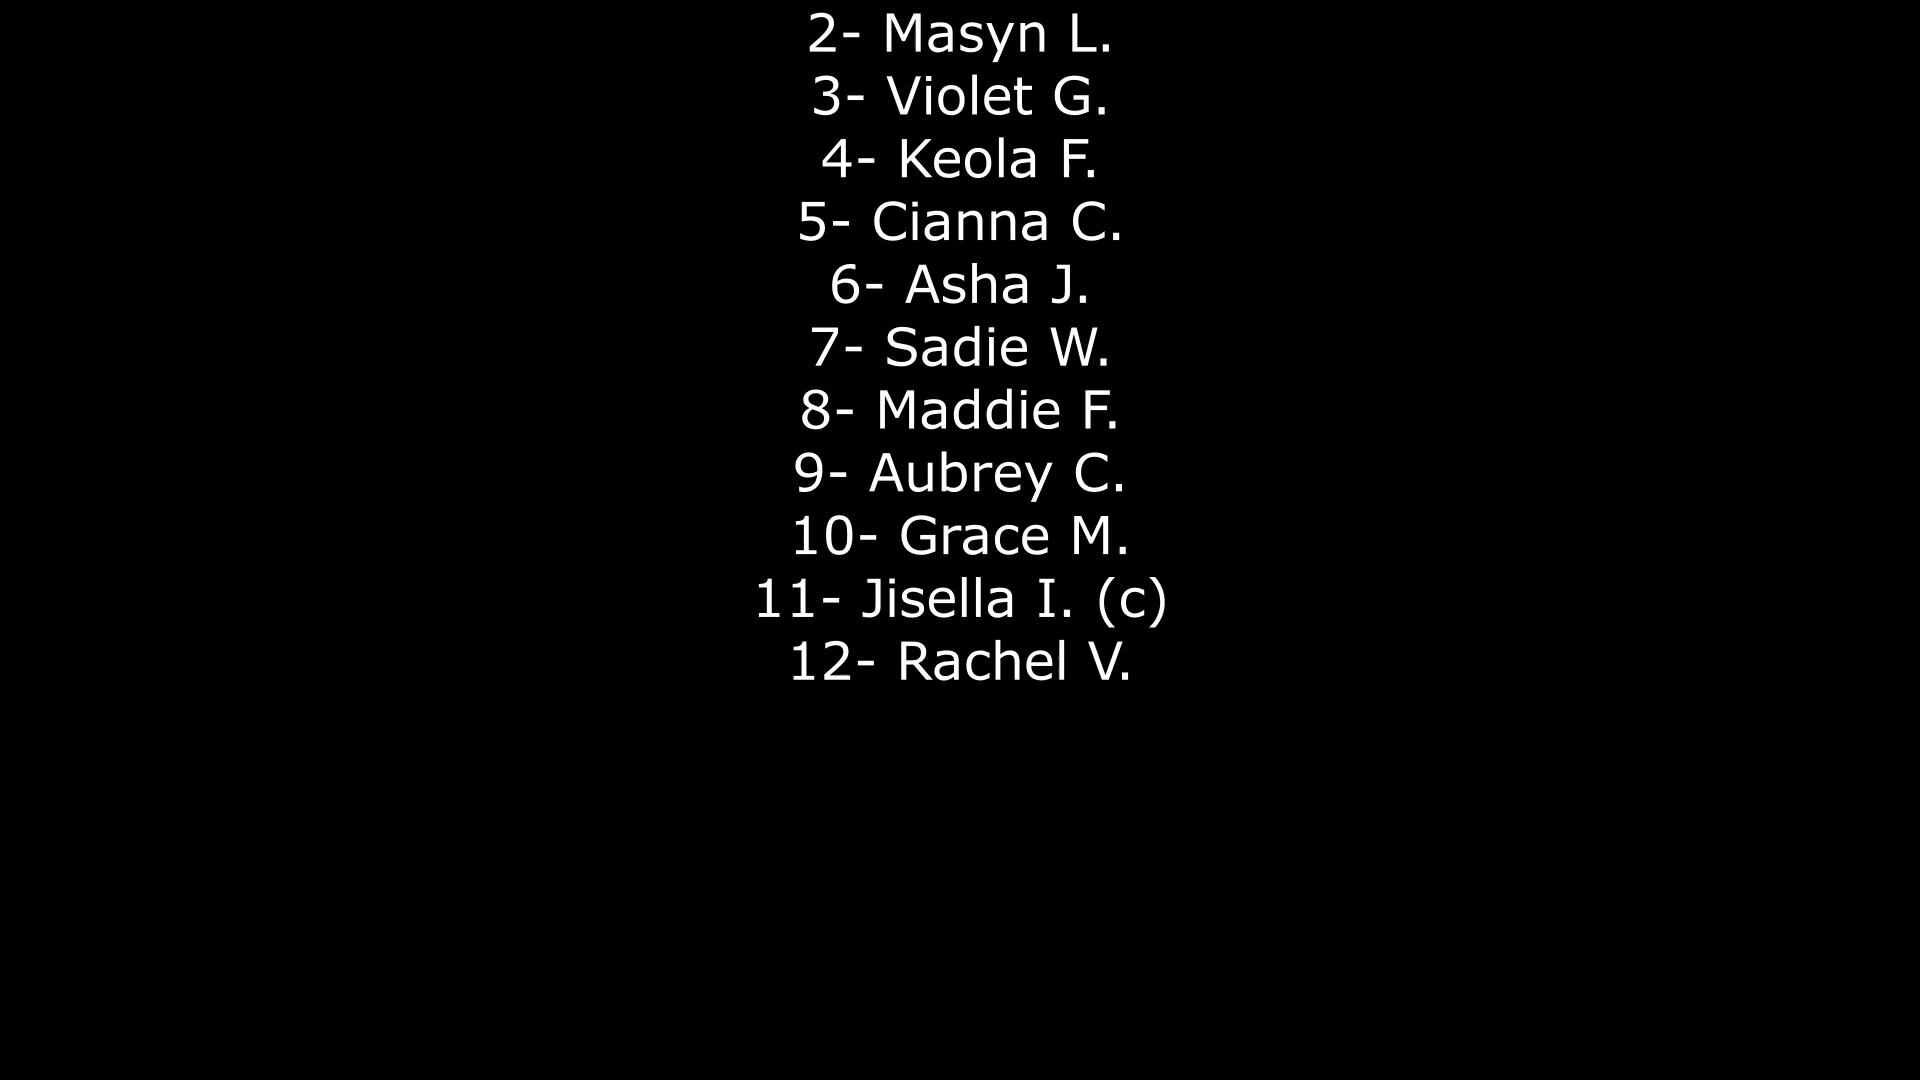 2- Masyn L.
3- Violet G.
4- Keola F.
5- Cianna C.
6- Asha J.
7- Sadie W.
8- Maddie F.
9- Aubrey C.
10- Grace M.
11- Jisella I. (c)
12- Rachel V.